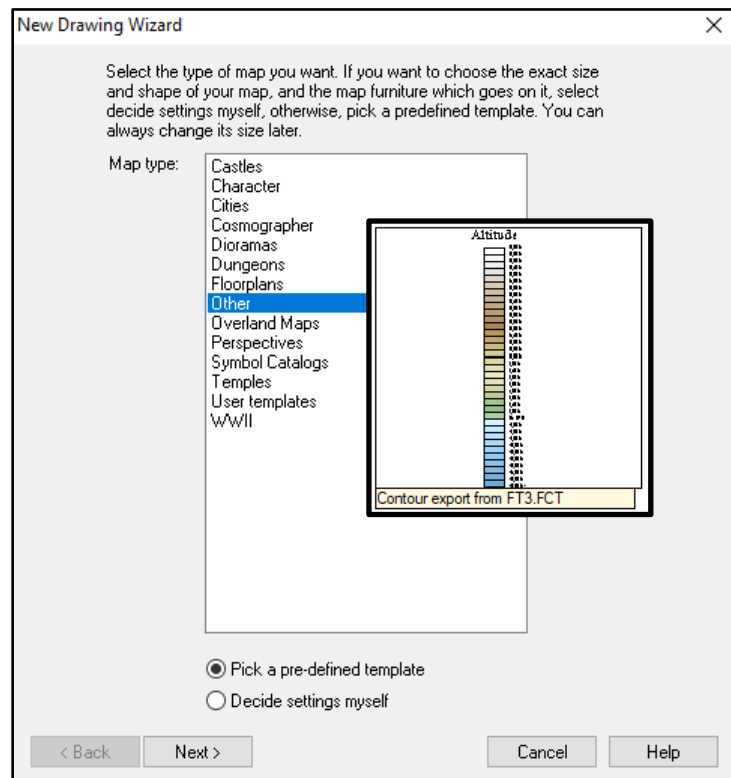 New Drawing Wizard
Select the type of map you want. If you want to choose the exact size
and shape of your map, and the map furniture which goes on it, select
decide settings myself, otherwise, pick a predefined template. You can
always change its size later.
Map type:
Castles
Character
Cities
Cosmographer
Dioramas
Dungeons
Floorplans
Other
Overland Maps
Perspectives
Symbol Catalogs
Temples
User templates
WWII
Altitude
Contour export from FT3.FCT
Pick a pre-defined template
Decide settings myself
< Back
Next >
Cancel
Help